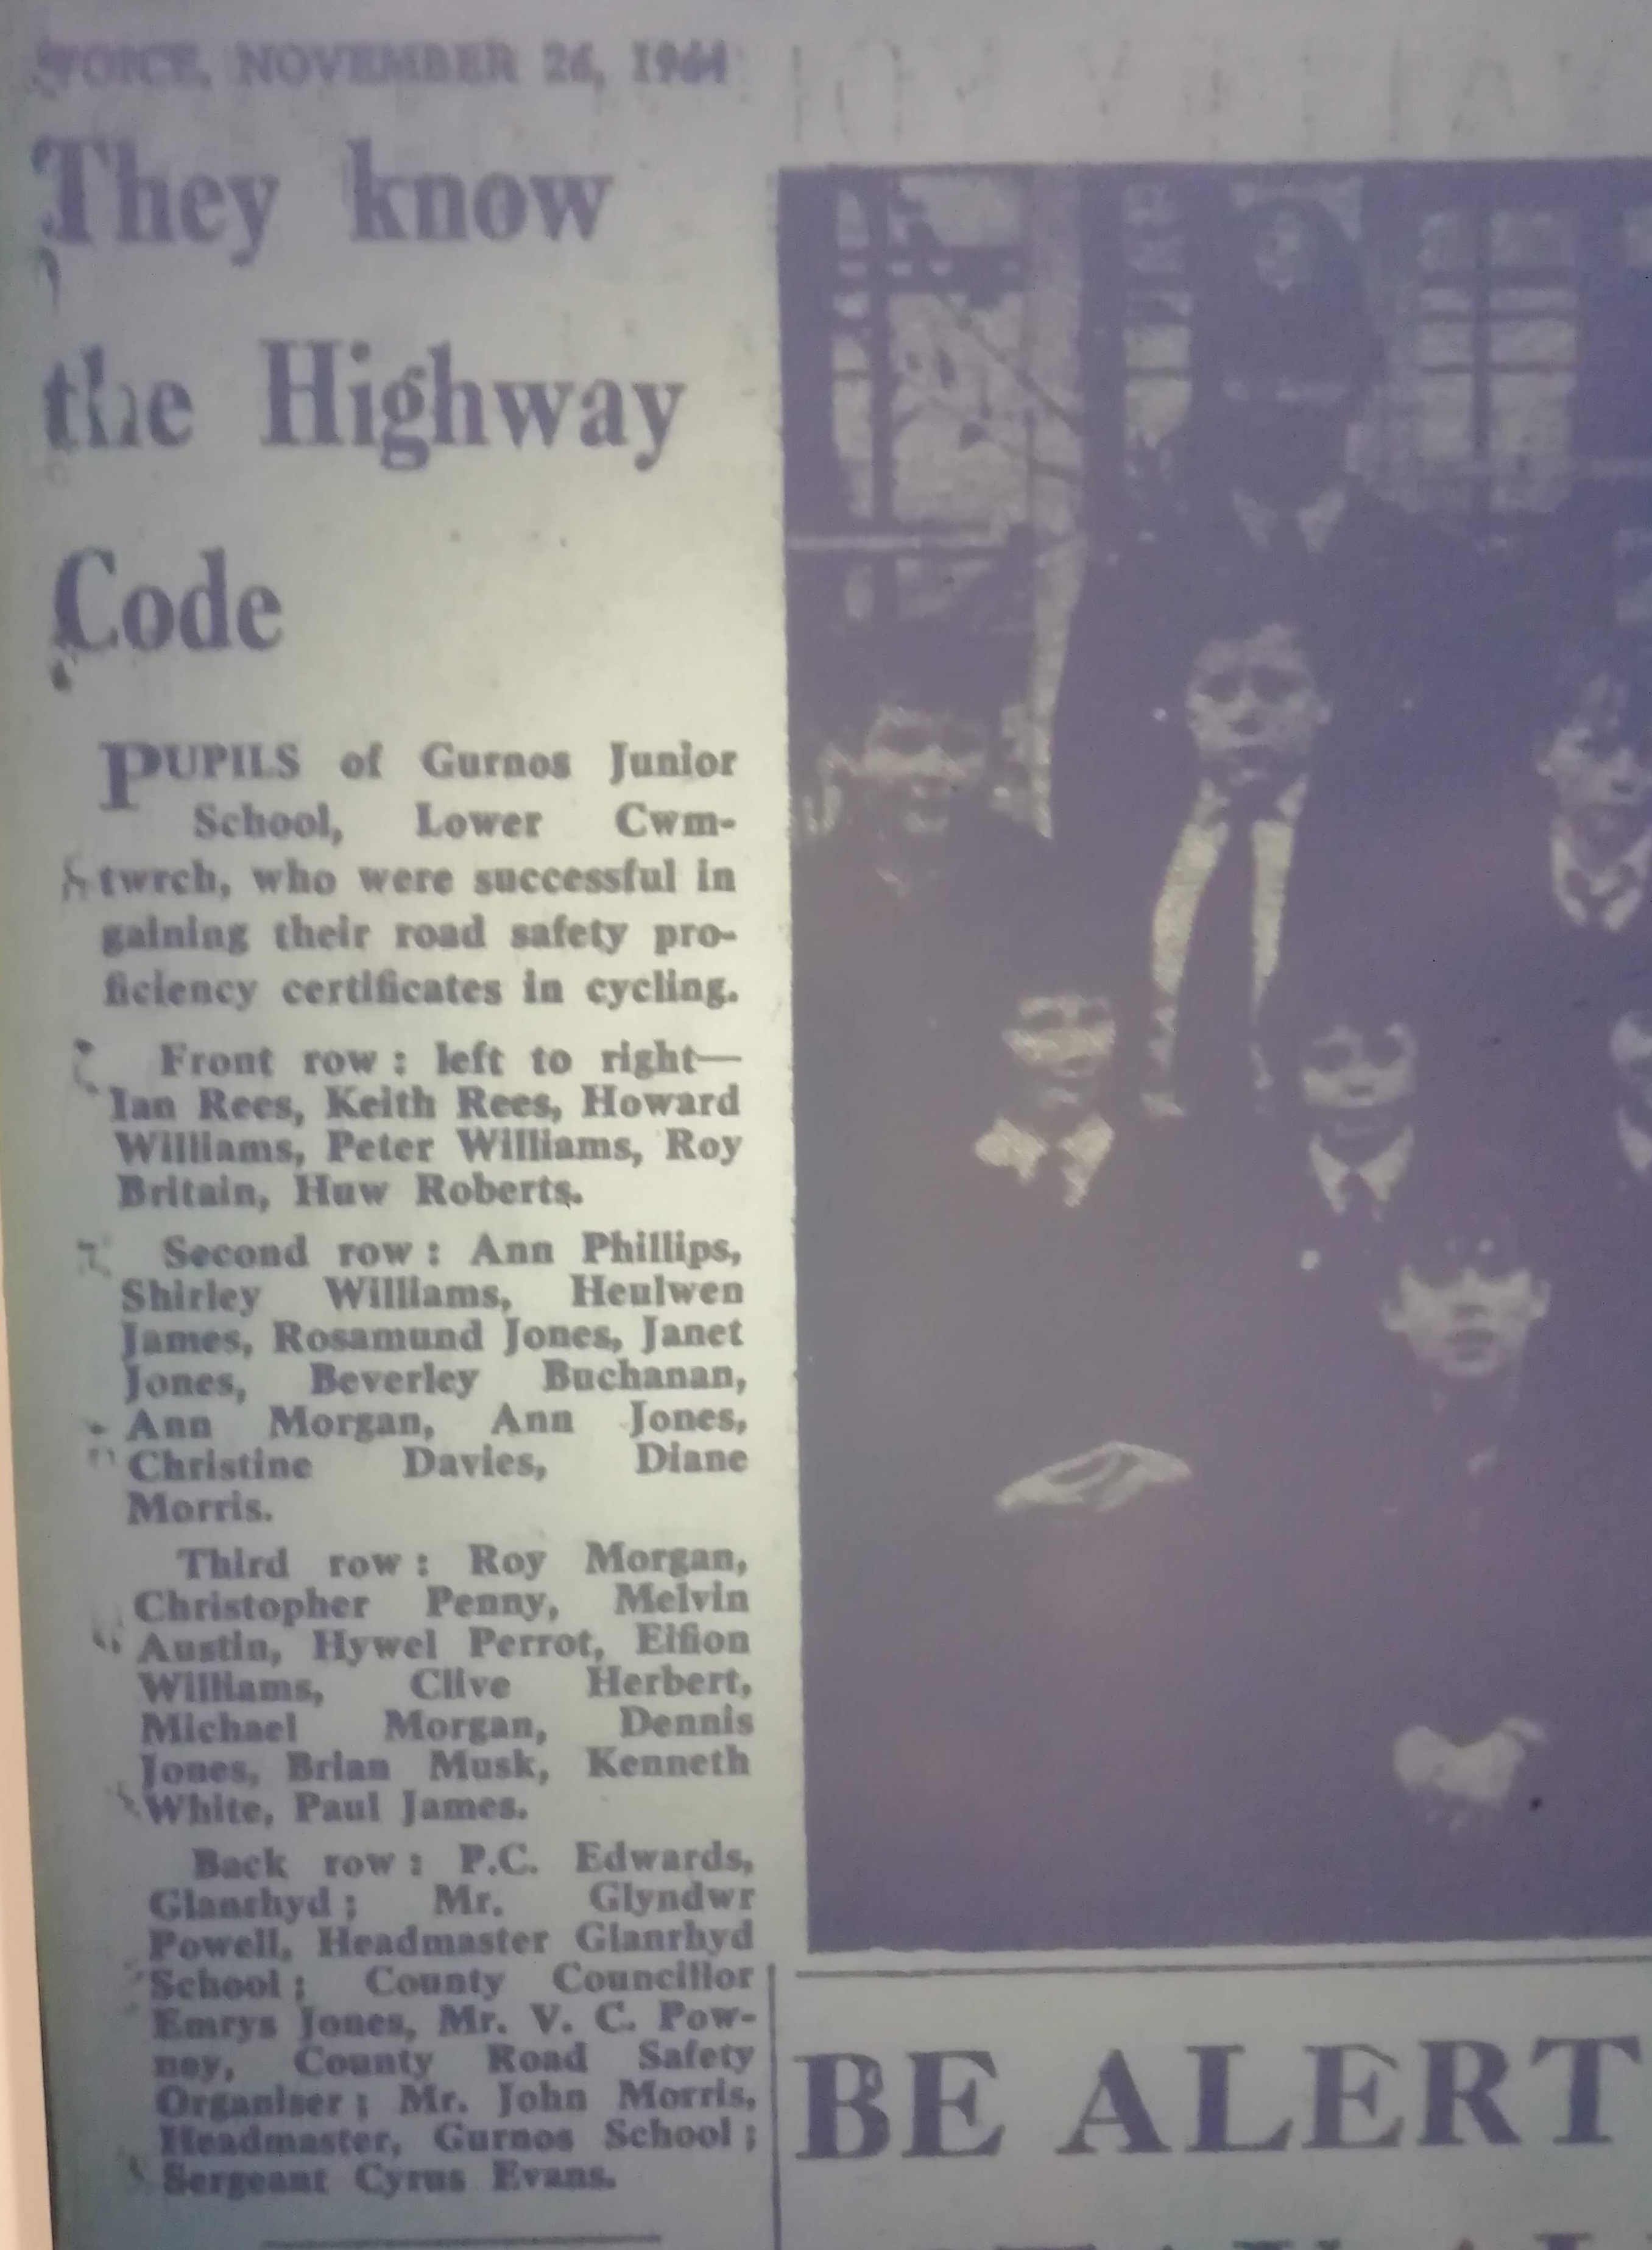 VOICE, NOVEMBER 26, 1964
They know
the Highway
Code
PUPILS of Gurnos Junior
School, Lower Cwm-
twrch, who were successful in
gaining their road safety pro-
ficiency certificates in cycling.
Front row : left to right—
Ian Rees, Keith Rees, Howard
Williams, Peter Williams, Roy
Britain, Huw Roberts.
Second row : Ann Phillips,
Shirley Williams, Heulwen
James, Rosamund Jones, Janet
Jones, Beverley Buchanan,
Ann Morgan, Ann Jones,
Christine Davies, Diane
Morris.
Third row : Roy Morgan,
Christopher Penny, Melvin
Austin, Hywel Perrot, Eifion
Williams, Clive Herbert,
Michael Morgan, Dennis
Jones, Brian Musk, Kenneth
White, Paul James.
Back row : P.C. Edwards,
Glanrhyd ; Mr. Glyndwr
Powell, Headmaster Glanrhyd
School ; County Councillor
Emrys Jones, Mr. V. C. Pow-
ney, County Road Safety
Organiser ; Mr. John Morris,
Headmaster, Gurnos School ;
Sergeant Cyrus Evans.
BE ALERT